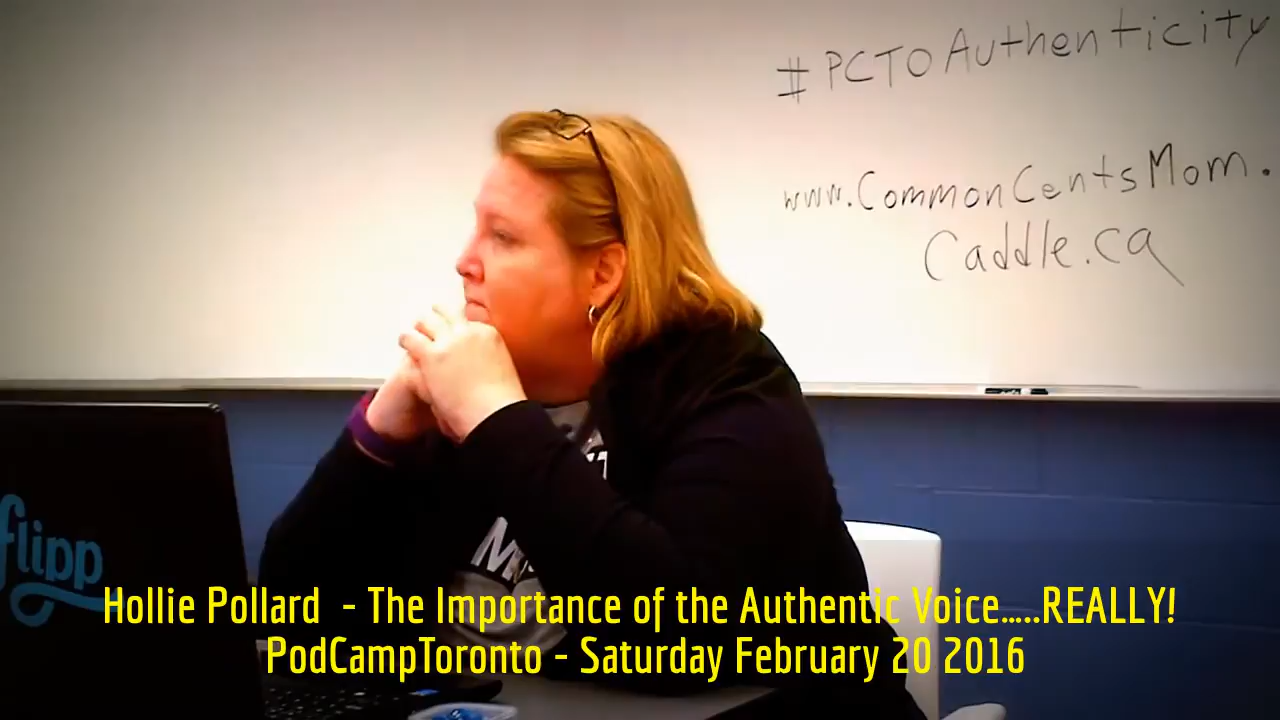 #PCTOAuthenticity
www.CommonCentsMom.
Caddle.ca
flipp
Hollie Pollard - The Importance of the Authentic Voice.....REALLY!
PodCampToronto - Saturday February 20 2016